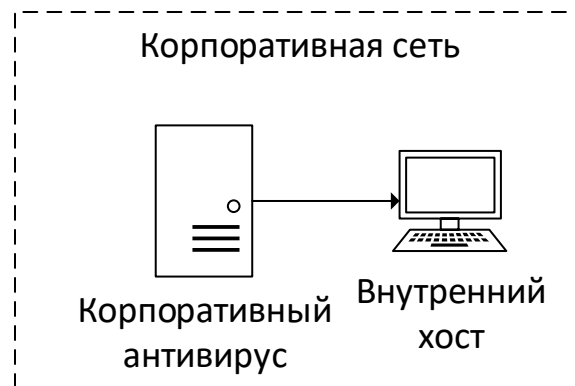 Корпоративная сеть
Корпоративный
антивирус
Внутренний
хост